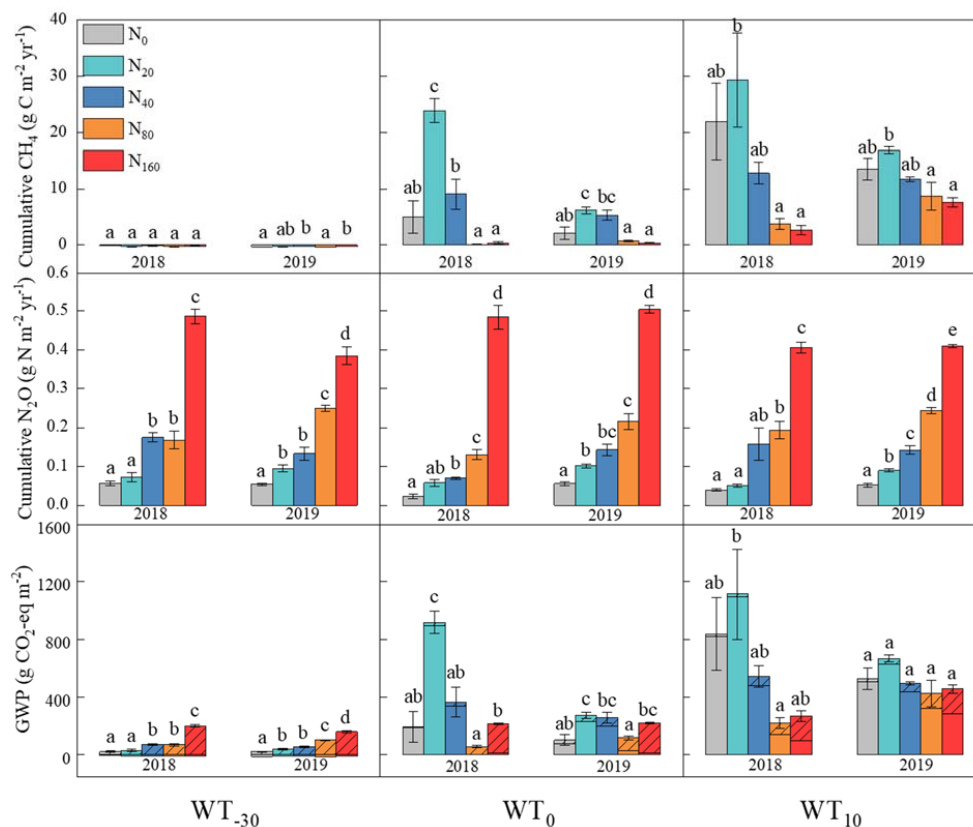 Cumulative CH₄ (g C m⁻² yr⁻¹)
40
30
20
10
0
N₀
N₂₀
N₄₀
N₈₀
N₁₆₀
a a a a a
2018
a ab b a b
2019
ab c b a a
2018
ab c bc a a
2019
ab b ab a a
2018
ab b ab a a
2019
Cumulative N₂O (g N m⁻² yr⁻¹)
0.6
0.5
0.4
0.3
0.2
0.1
0.0
a a b b c
2018
a b b c d
2019
a ab b c d
2018
a b bc c d
2019
a a ab b c
2018
a b c d e
2019
GWP (g CO₂-eq m⁻²)
1600
1200
800
400
0
a a b b c
2018
a a b c d
2019
ab c ab a b
2018
ab c bc a bc
2019
ab b ab a ab
2018
a a a a a
2019
WT₋₃₀
WT₀
WT₁₀